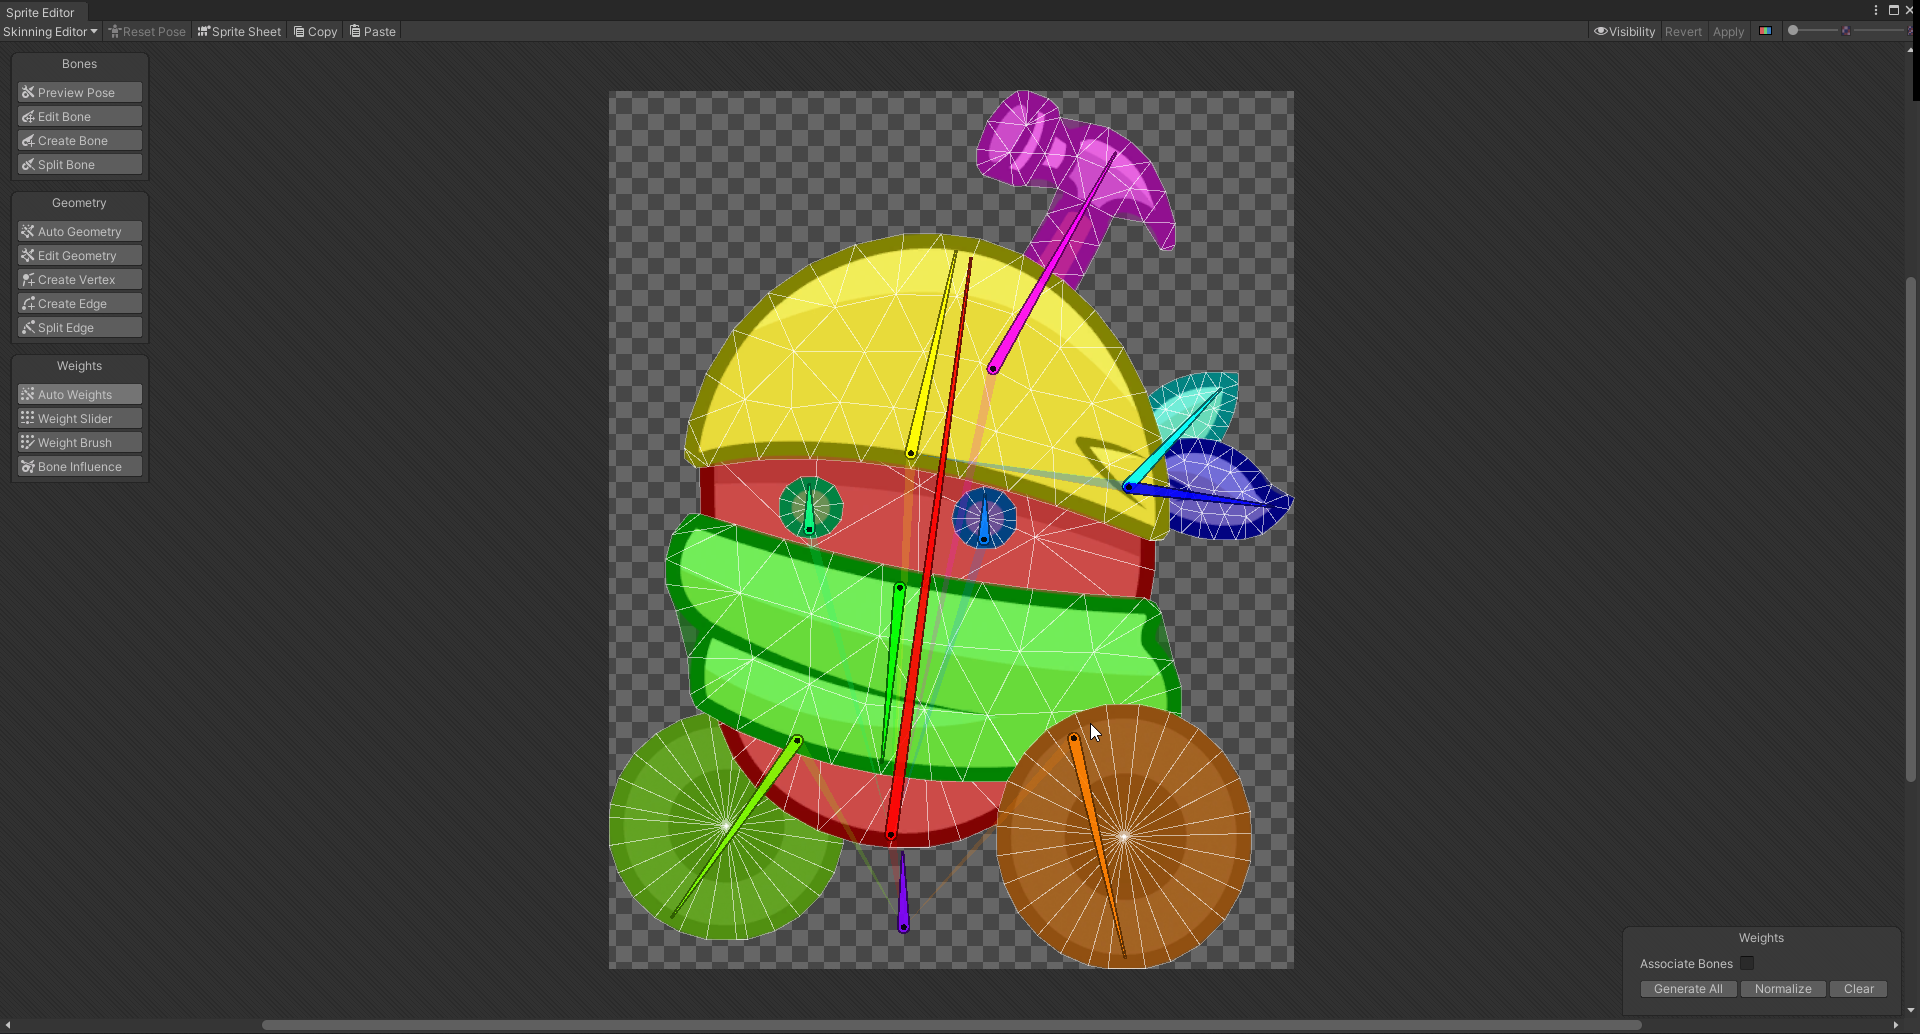 Sprite Editor
Skinning Editor Reset Pose Sprite Sheet Copy Paste Visibility Revert Apply
Bones
Preview Pose
Edit Bone
Create Bone
Split Bone
Geometry
Auto Geometry
Edit Geometry
Create Vertex
Create Edge
Split Edge
Weights
Auto Weights
Weight Slider
Weight Brush
Bone Influence
Weights
Associate Bones
Generate All Normalize Clear